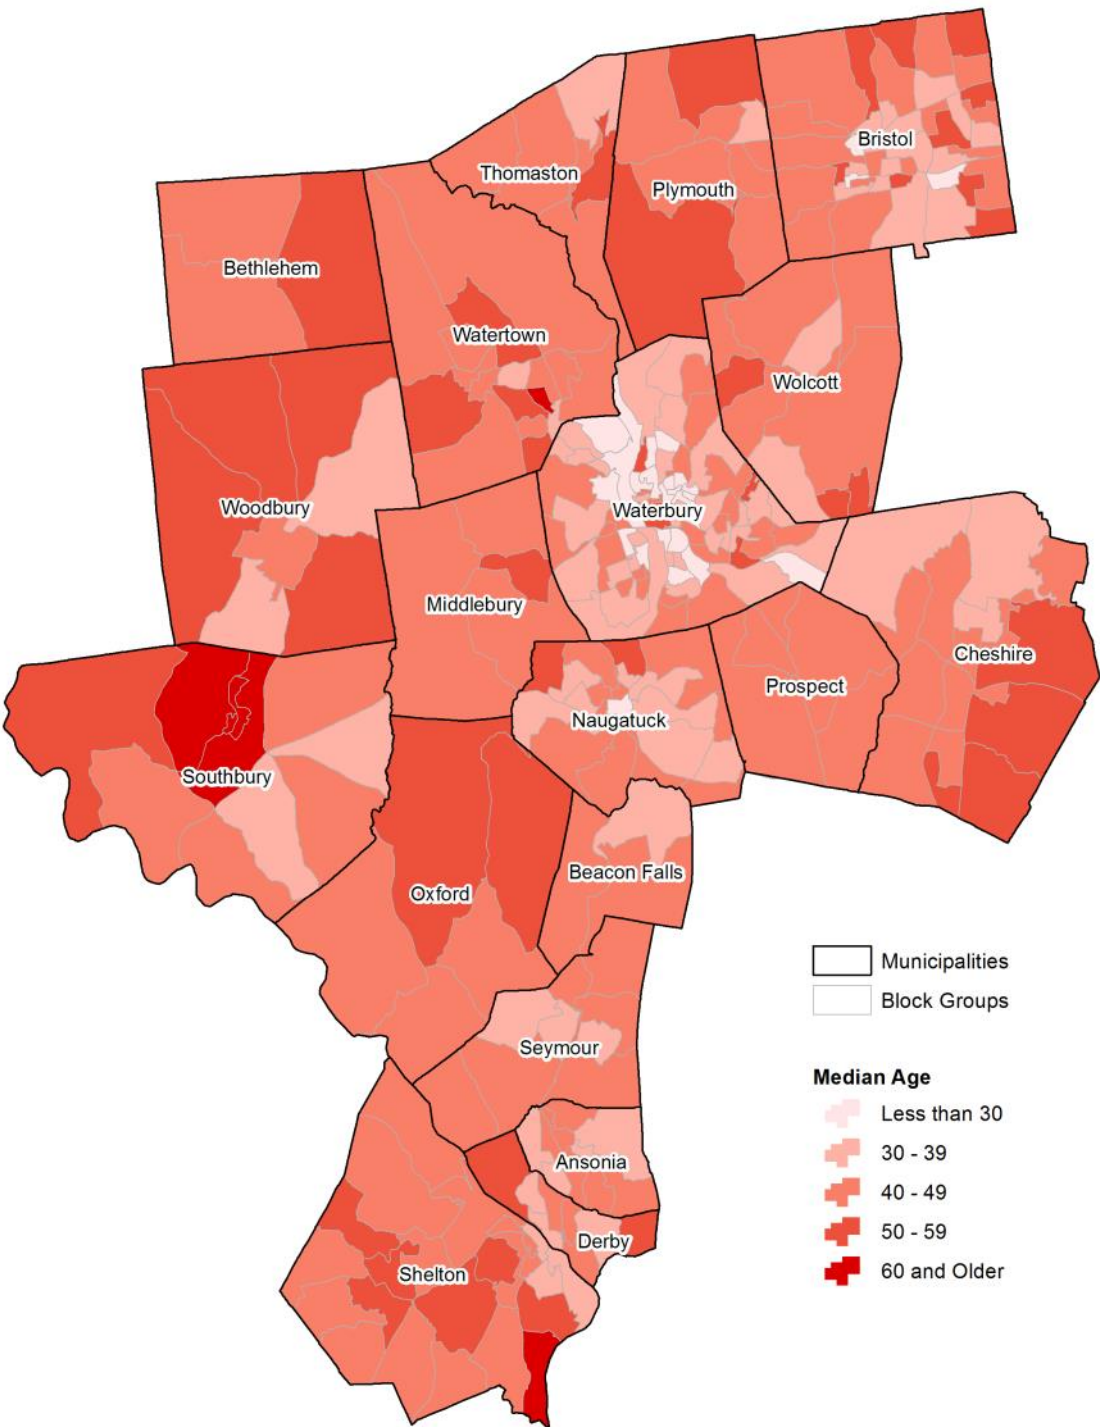 Bristol
Thomaston
Plymouth
Bethlehem
Watertown
Wolcott
Woodbury
Waterbury
Middlebury
Cheshire
Prospect
Naugatuck
Southbury
Beacon Falls
Oxford
Seymour
Ansonia
Derby
Shelton
Municipalities
Block Groups
Median Age
Less than 30
30 - 39
40 - 49
50 - 59
60 and Older